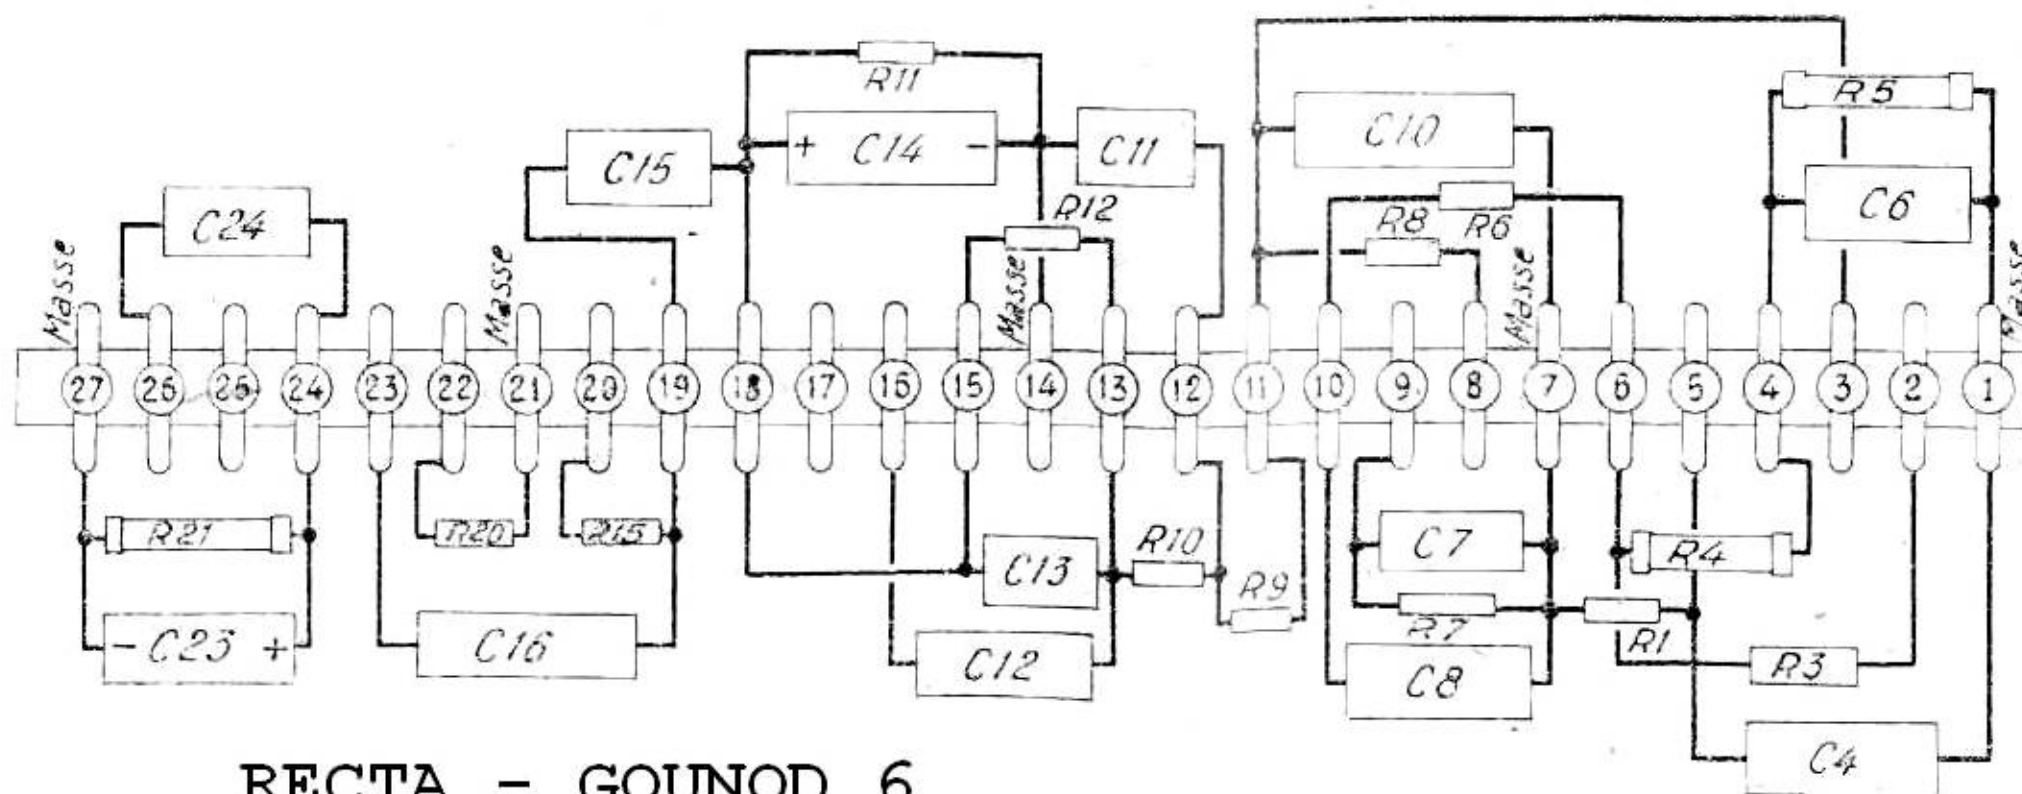 R11
R5
C10
C15
+ C14 -
C11
C6
C24
R12
R8
R6
Masse
Masse
Masse
Masse
Masse
27 26 25 24 23 22 21 20 19 18 17 16 15 14 13 12 11 10 9 8 7 6 5 4 3 2 1
R21
R20
R15
C13
R10
R9
C7
R4
R7
R1
- C23 +
C16
C12
C8
R3
C4
RECTA - GOUNOD 6